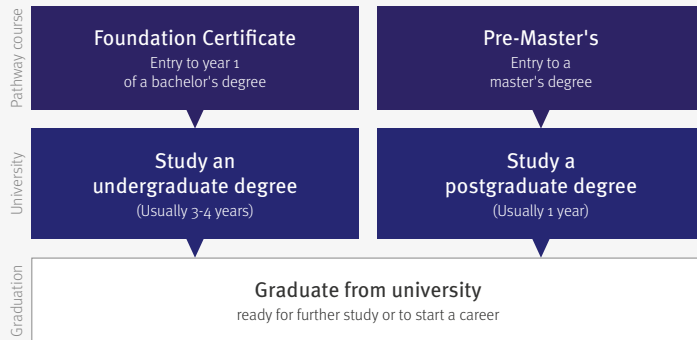 Pathway course
Foundation Certificate
Entry to year 1
of a bachelor's degree
Pre-Master's
Entry to a
master's degree
University
Study an
undergraduate degree
(Usually 3-4 years)
Study a
postgraduate degree
(Usually 1 year)
Graduation
Graduate from university
ready for further study or to start a career